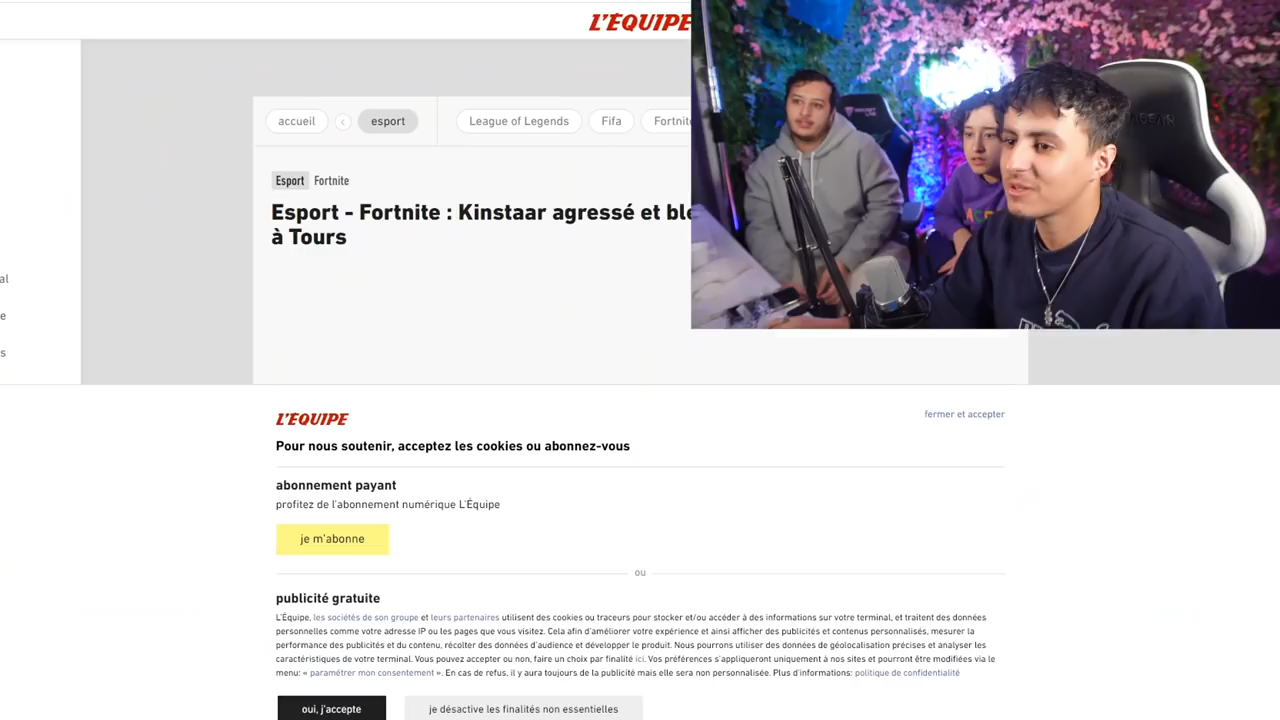 L'ÉQUIPE
accueil
esport
League of Legends
Fifa
Fortnite
Esport Fortnite
Esport - Fortnite : Kinstaar agressé et
à Tours
al
e
s
L'ÉQUIPE
fermer et accepter
Pour nous soutenir, acceptez les cookies ou abonnez-vous
abonnement payant
profitez de l'abonnement numérique L'Équipe
je m'abonne
ou
publicité gratuite
L'Équipe, les sociétés de son groupe et leurs partenaires utilisent des cookies ou traceurs pour stocker et/ou accéder à des informations sur votre terminal, et traitent des données
personnelles comme votre adresse IP ou les pages que vous visitez. Cela afin d'améliorer votre expérience et ainsi afficher des publicités et contenus personnalisés, mesurer la
performance des publicités et du contenu, récolter des données d'audience et développer le produit. Nous pourrons utiliser des données de géolocalisation précises et analyser les
caractéristiques de votre terminal. Vous pouvez accepter ou non, faire un choix par finalité ici. Vos préférences s'appliqueront uniquement à nos sites et pourront être modifiées via le
menu: « paramétrer mon consentement ». En cas de refus, il y aura toujours de la publicité mais elle sera non personnalisée. Plus d'informations: politique de confidentialité
oui, j'accepte
je désactive les finalités non essentielles